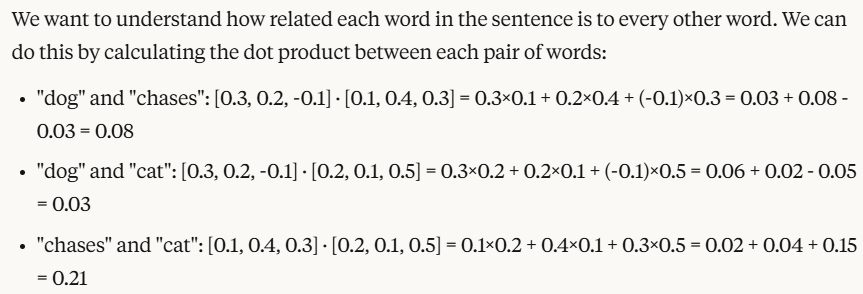 We want to understand how related each word in the sentence is to every other word. We can
do this by calculating the dot product between each pair of words:
• "dog" and "chases": [0.3, 0.2, -0.1] · [0.1, 0.4, 0.3] = 0.3×0.1 + 0.2×0.4 + (-0.1)×0.3 = 0.03 + 0.08 -
0.03 = 0.08
• "dog" and "cat": [0.3, 0.2, -0.1] · [0.2, 0.1, 0.5] = 0.3×0.2 + 0.2×0.1 + (-0.1)×0.5 = 0.06 + 0.02 - 0.05
= 0.03
• "chases" and "cat": [0.1, 0.4, 0.3] · [0.2, 0.1, 0.5] = 0.1×0.2 + 0.4×0.1 + 0.3×0.5 = 0.02 + 0.04 + 0.15
= 0.21